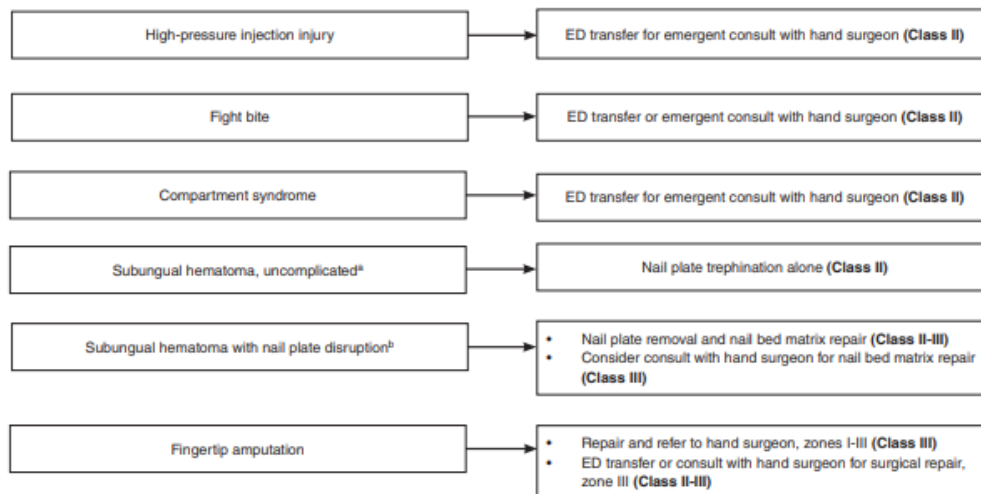 High-pressure injection injury
ED transfer for emergent consult with hand surgeon (Class II)
Fight bite
ED transfer or emergent consult with hand surgeon (Class II)
Compartment syndrome
ED transfer for emergent consult with hand surgeon (Class II)
Subungual hematoma, uncomplicatedᵃ
Nail plate trephination alone (Class II)
Subungual hematoma with nail plate disruptionᵇ
• Nail plate removal and nail bed matrix repair (Class II-III)
• Consider consult with hand surgeon for nail bed matrix repair
(Class III)
Fingertip amputation
• Repair and refer to hand surgeon, zones I-III (Class III)
• ED transfer or consult with hand surgeon for surgical repair,
zone III (Class II-III)